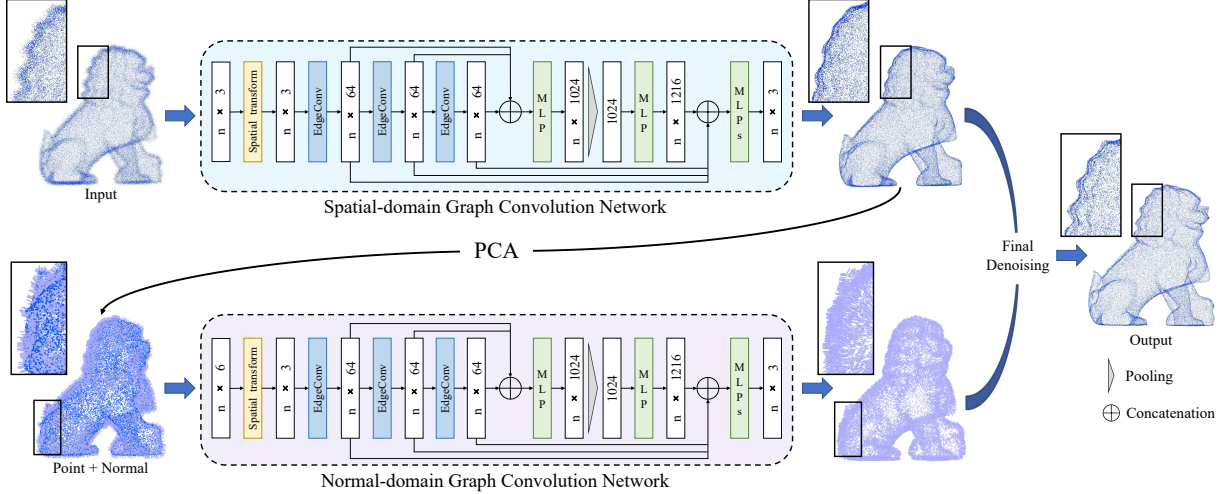 n × 3
Spatial transform
n × 3
EdgeConv
n × 64
EdgeConv
n × 64
EdgeConv
n × 64
MLP
n × 1024
1024
MLP
n × 1216
MLPs
n × 3
Input
Spatial-domain Graph Convolution Network
PCA
Final
Denoising
Output
Pooling
Concatenation
n × 6
Spatial transform
n × 3
EdgeConv
n × 64
EdgeConv
n × 64
EdgeConv
n × 64
MLP
n × 1024
1024
MLP
n × 1216
MLPs
n × 3
Point + Normal
Normal-domain Graph Convolution Network